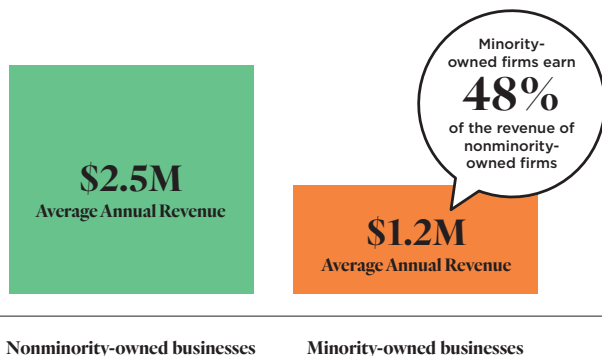 Minority-
owned firms earn
48%
of the revenue of
nonminority-
owned firms
$2.5M
Average Annual Revenue
$1.2M
Average Annual Revenue
Nonminority-owned businesses
Minority-owned businesses